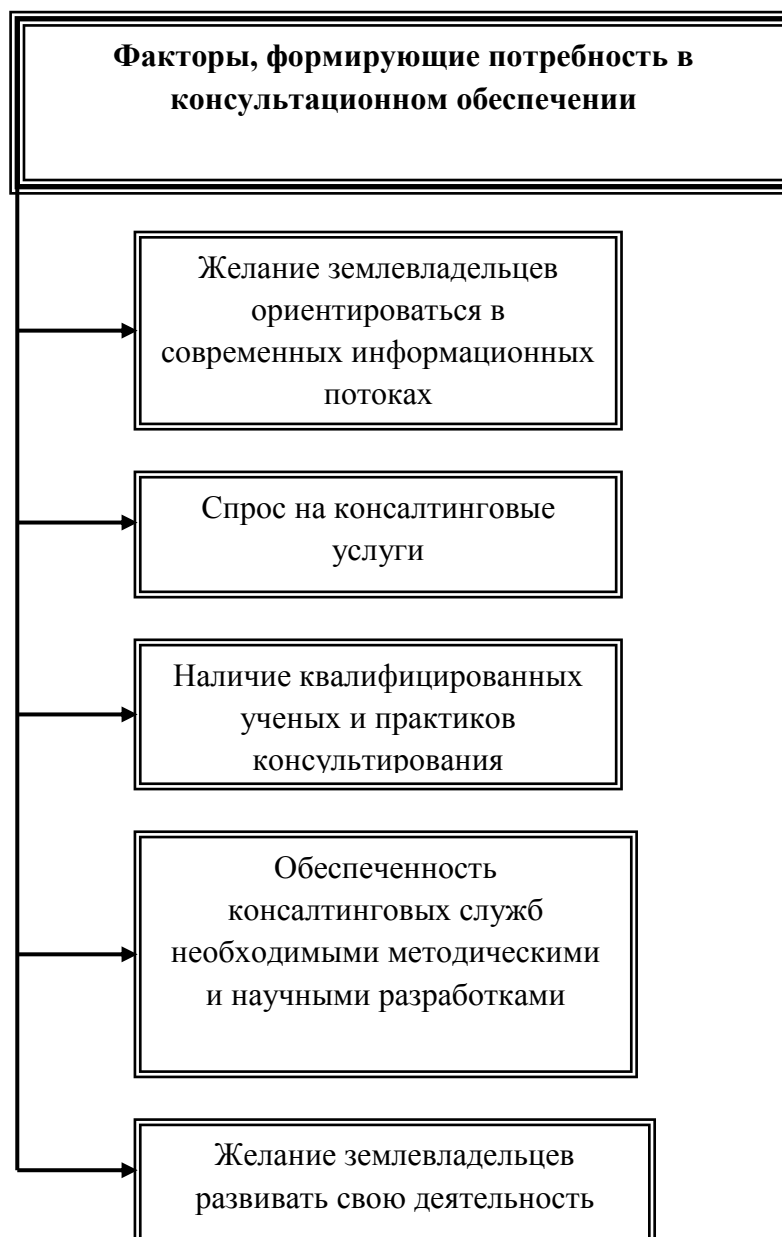 Факторы, формирующие потребность в
консультационном обеспечении
Желание землевладельцев
ориентироваться в
современных информационных
потоках
Спрос на консалтинговые
услуги
Наличие квалифицированных
ученых и практиков
консультирования
Обеспеченность
консалтинговых служб
необходимыми методическими
и научными разработками
Желание землевладельцев
развивать свою деятельность